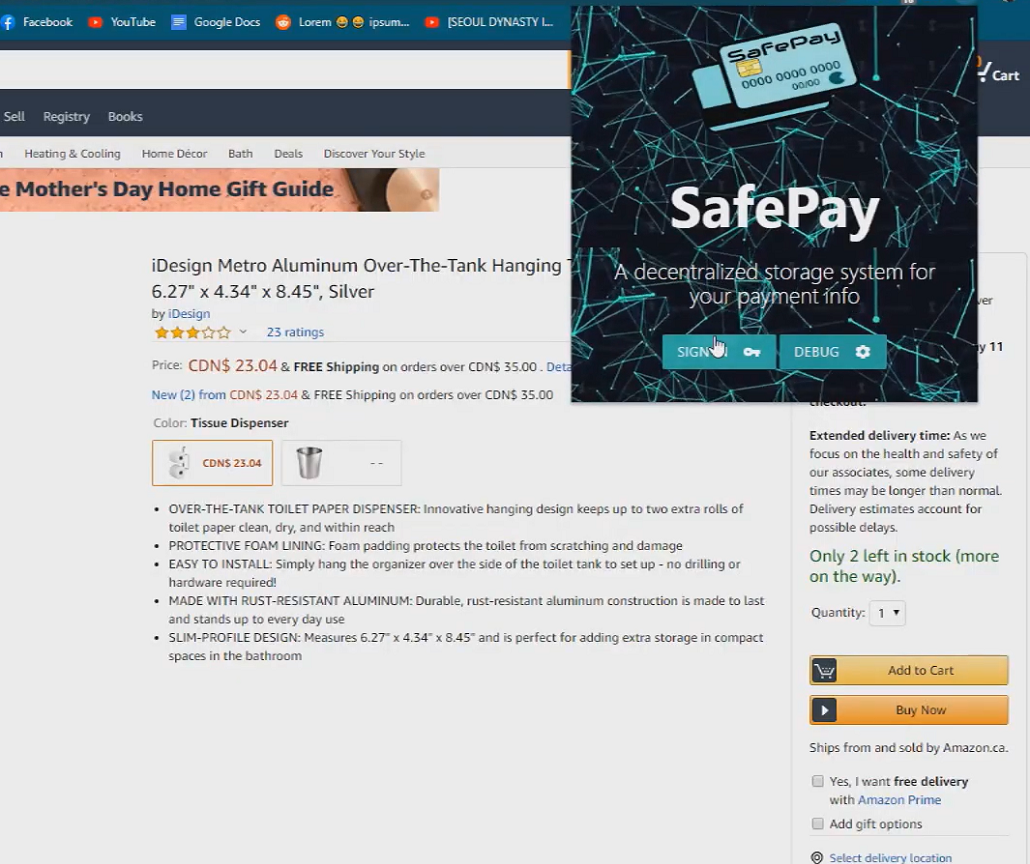 Facebook YouTube Google Docs Lorem 😄 😄 ipsum... [SEOUL DYNASTY I...
SafePay
0000 0000 0000
00/00
Cart
Sell Registry Books
Heating & Cooling Home Décor Bath Deals Discover Your Style
Mother's Day Home Gift Guide
SafePay
A decentralized storage system for
your payment info
SIGN DEBUG
iDesign Metro Aluminum Over-The-Tank Hanging
6.27" x 4.34" x 8.45", Silver
by iDesign
23 ratings
Price: CDN$ 23.04 & FREE Shipping on orders over CDN$ 35.00 . Deta
New (2) from CDN$ 23.04 & FREE Shipping on orders over CDN$ 35.00
Color: Tissue Dispenser
CDN$ 23.04 - -
• OVER-THE-TANK TOILET PAPER DISPENSER: Innovative hanging design keeps up to two extra rolls of
toilet paper clean, dry, and within reach
• PROTECTIVE FOAM LINING: Foam padding protects the toilet from scratching and damage
• EASY TO INSTALL: Simply hang the organizer over the side of the toilet tank to set up - no drilling or
hardware required!
• MADE WITH RUST-RESISTANT ALUMINUM: Durable, rust-resistant aluminum construction is made to last
and stands up to every day use
• SLIM-PROFILE DESIGN: Measures 6.27" x 4.34" x 8.45" and is perfect for adding extra storage in compact
spaces in the bathroom
11
checkout.
Extended delivery time: As we
focus on the health and safety of
our associates, some delivery
times may be longer than normal.
Delivery estimates account for
possible delays.
Only 2 left in stock (more
on the way).
Quantity: 1
Add to Cart
Buy Now
Ships from and sold by Amazon.ca.
Yes, I want free delivery
with Amazon Prime
Add gift options
Select delivery location